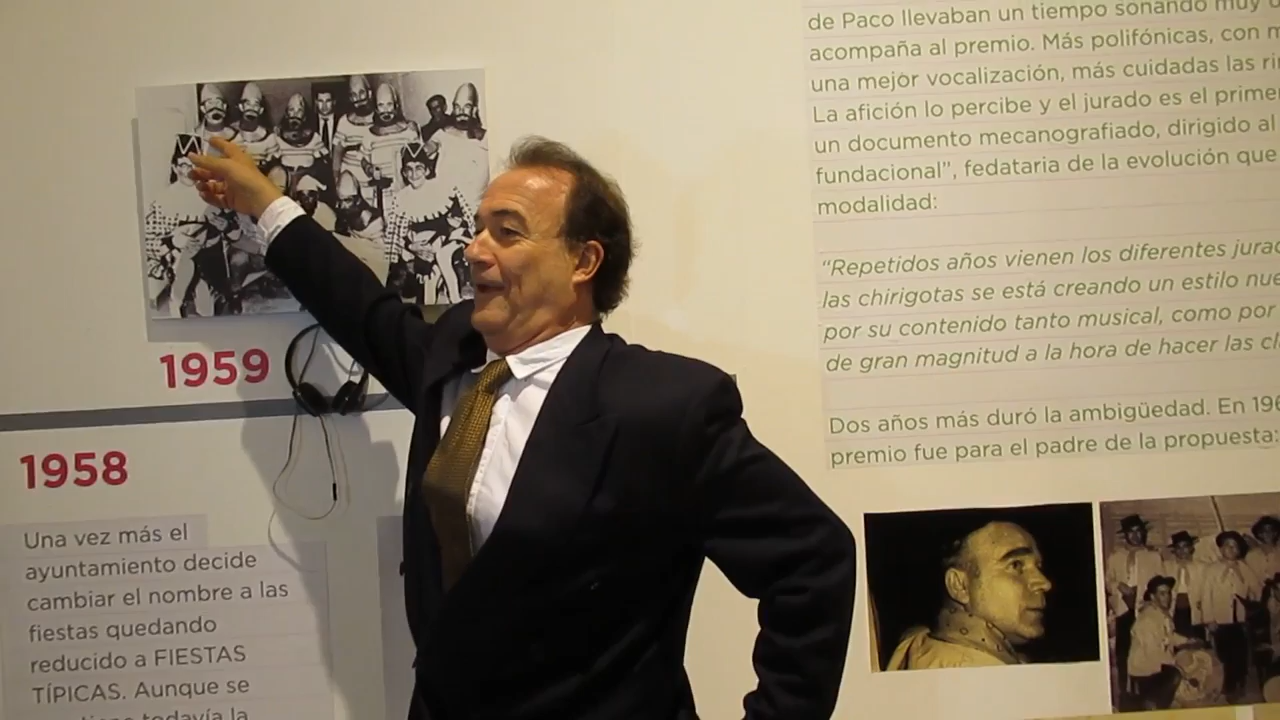 1959
1958
Una vez más el
ayuntamiento decide
cambiar el nombre a las
fiestas quedando
reducido a FIESTAS
TÍPICAS. Aunque se
todavía la
de Paco llevaban un tiempo sonando muy
acompaña al premio. Más polifónicas, con
una mejor vocalización, más cuidadas las
La afición lo percibe y el jurado es el
un documento mecanografiado, dirigido al
fundacional", fedataria de la evolución que
modalidad:
"Repetidos años vienen los diferentes
las chirigotas se está creando un estilo
por su contenido tanto musical, como por
de gran magnitud a la hora de hacer las
Dos años más duró la ambigüedad. En
premio fue para el padre de la propuesta: